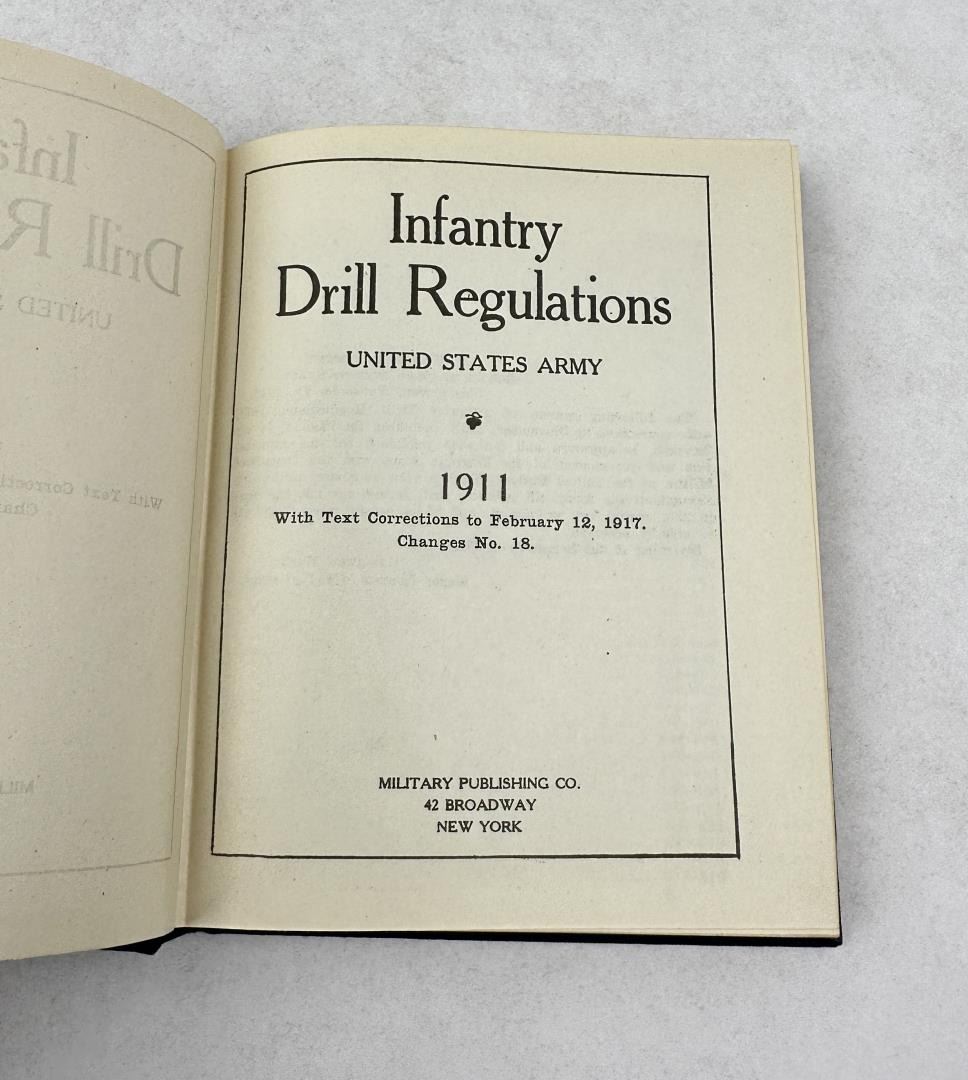 Infantry
Drill Regulations
UNITED STATES ARMY
1911
With Text Corrections to February 12, 1917.
Changes No. 18.
MILITARY PUBLISHING CO.
42 BROADWAY
NEW YORK